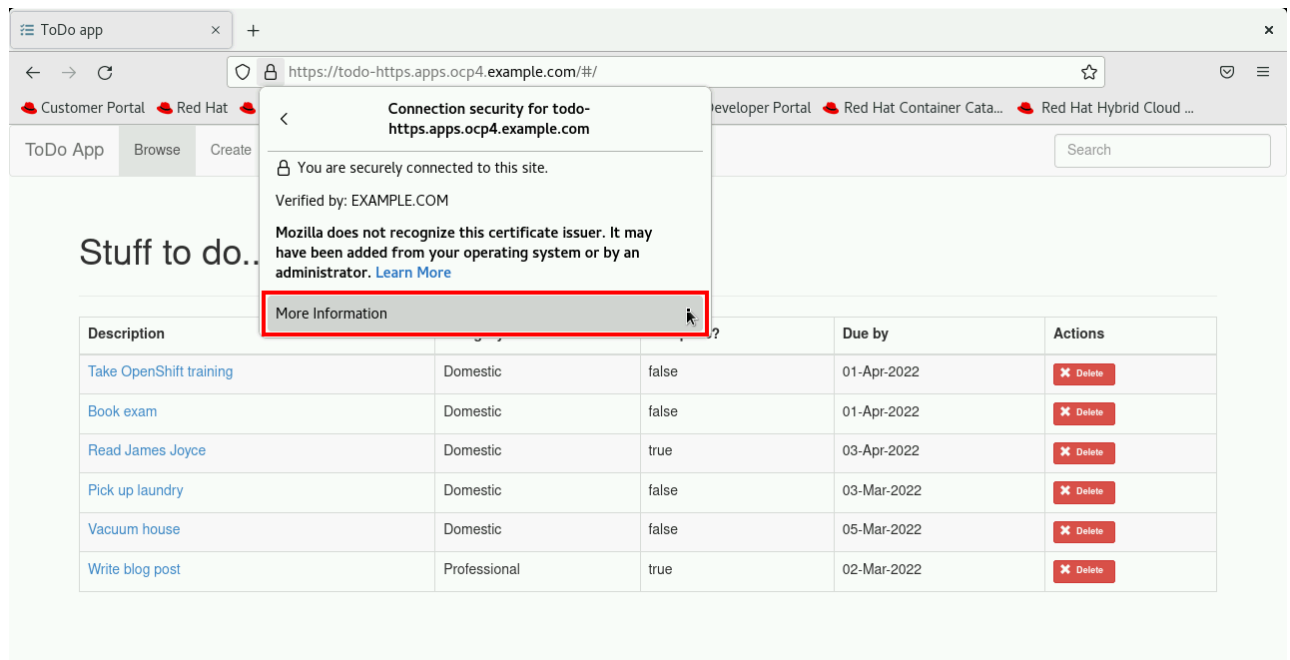 ToDo app
https://todo-https.apps.ocp4.example.com/#/
Customer Portal Red Hat Developer Portal Red Hat Container Cata... Red Hat Hybrid Cloud ...
Connection security for todo-
https.apps.ocp4.example.com
ToDo App Browse Create Search
You are securely connected to this site.
Verified by: EXAMPLE.COM
Mozilla does not recognize this certificate issuer. It may
have been added from your operating system or by an
administrator. Learn More
Stuff to do..
More Information
Description Due by Actions
Take OpenShift training Domestic false 01-Apr-2022 Delete
Book exam Domestic false 01-Apr-2022 Delete
Read James Joyce Domestic true 03-Apr-2022 Delete
Pick up laundry Domestic false 03-Mar-2022 Delete
Vacuum house Domestic false 05-Mar-2022 Delete
Write blog post Professional true 02-Mar-2022 Delete